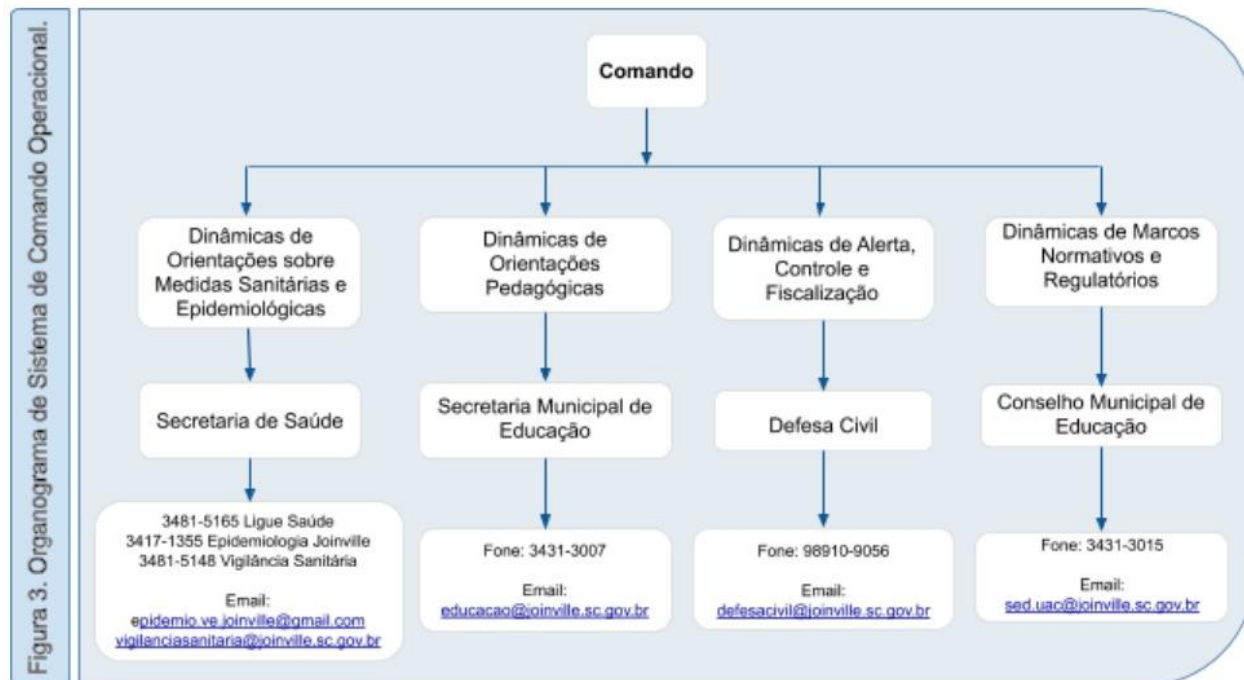 Figura 3. Organograma de Sistema de Comando Operacional.
Comando
Dinâmicas de
Orientações sobre
Medidas Sanitárias e
Epidemiológicas
Dinâmicas de
Orientações
Pedagógicas
Dinâmicas de Alerta,
Controle e
Fiscalização
Dinâmicas de Marcos
Normativos e
Regulatórios
Secretaria de Saúde
Secretaria Municipal de
Educação
Defesa Civil
Conselho Municipal de
Educação
3481-5165 Ligue Saúde
3417-1355 Epidemiologia Joinville
3481-5148 Vigilância Sanitária
Email:
epidemio.ve.joinville@gmail.com
vigilanciasanitaria@joinville.sc.gov.br
Fone: 3431-3007
Email:
educacao@joinville.sc.gov.br
Fone: 98910-9056
Email:
defesacivil@joinville.sc.gov.br
Fone: 3431-3015
Email:
sed.uac@joinville.sc.gov.br